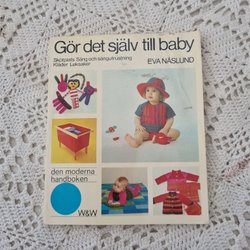 Gör det själv till baby
Skötplats Säng och sängutrustning
Kläder Leksaker
EVA NÄSLUND
den moderna
handboken
W&W